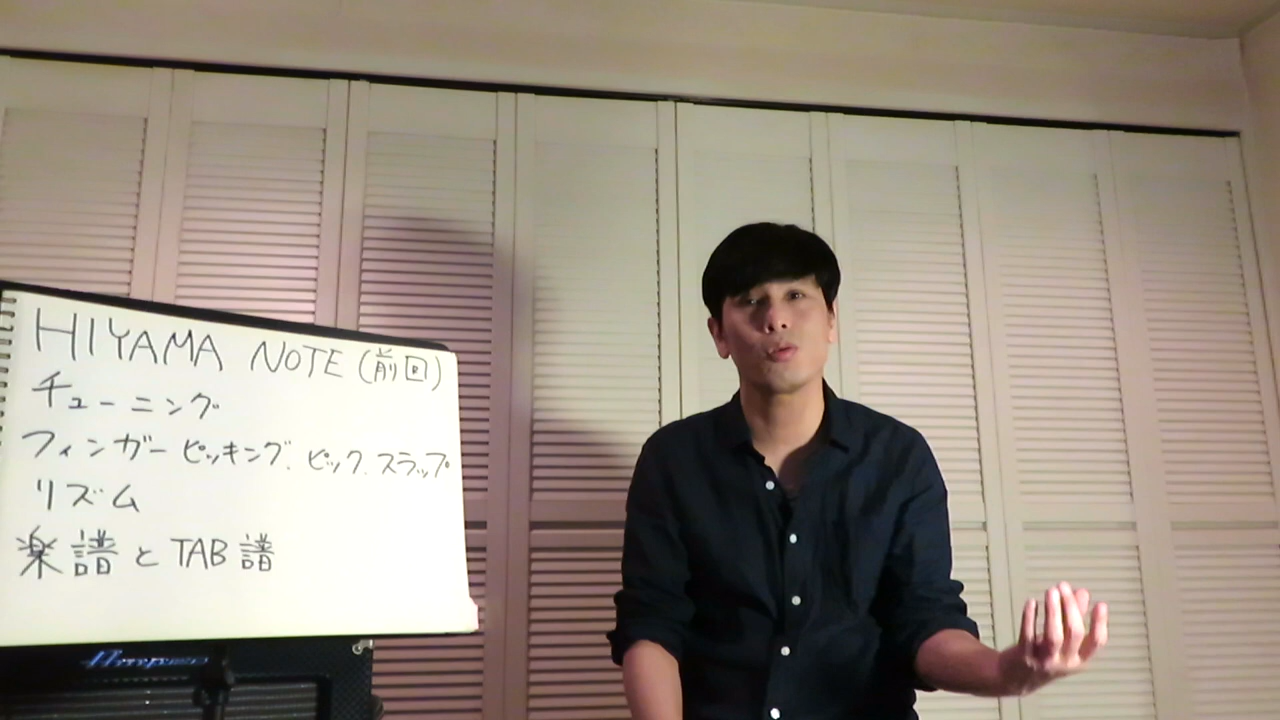 HIYAMA NOTE (前回)
チューニング
フィンガーピッキング、ピック、スラップ
リズム
楽譜とTAB譜
Ampeg